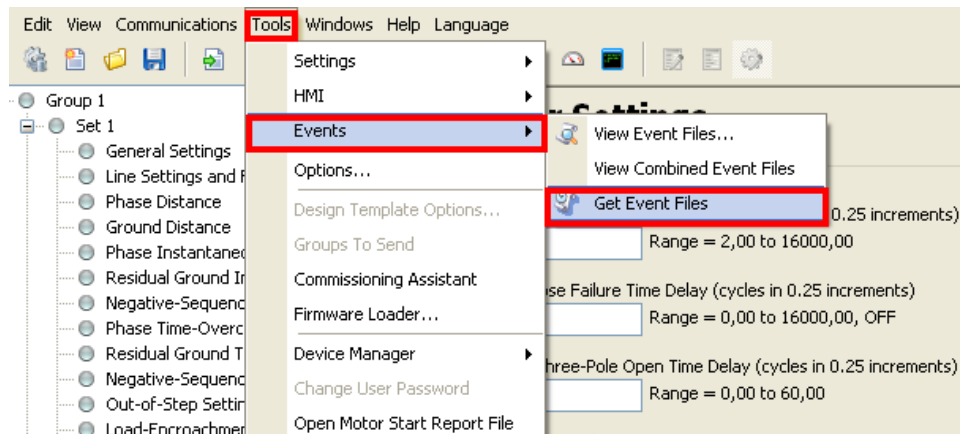 Edit View Communications Tools Windows Help Language
Group 1
Set 1
General Settings
Line Settings and
Phase Distance
Ground Distance
Phase Instantaneo
Residual Ground
Negative-Sequenc
Phase Time-Overc
Residual Ground T
Negative-Sequenc
Out-of-Step Settin
Load-Encroachmen
Settings
HMI
Events
Options...
Design Template Options...
Groups To Send
Commissioning Assistant
Firmware Loader...
Device Manager
Change User Password
Open Motor Start Report File
View Event Files...
View Combined Event Files
Get Event Files
Settings
0.25 increments)
Range = 2,00 to 16000,00
ose Failure Time Delay (cycles in 0.25 increments)
Range = 0,00 to 16000,00, OFF
hree-Pole Open Time Delay (cycles in 0.25 increments)
Range = 0,00 to 60,00